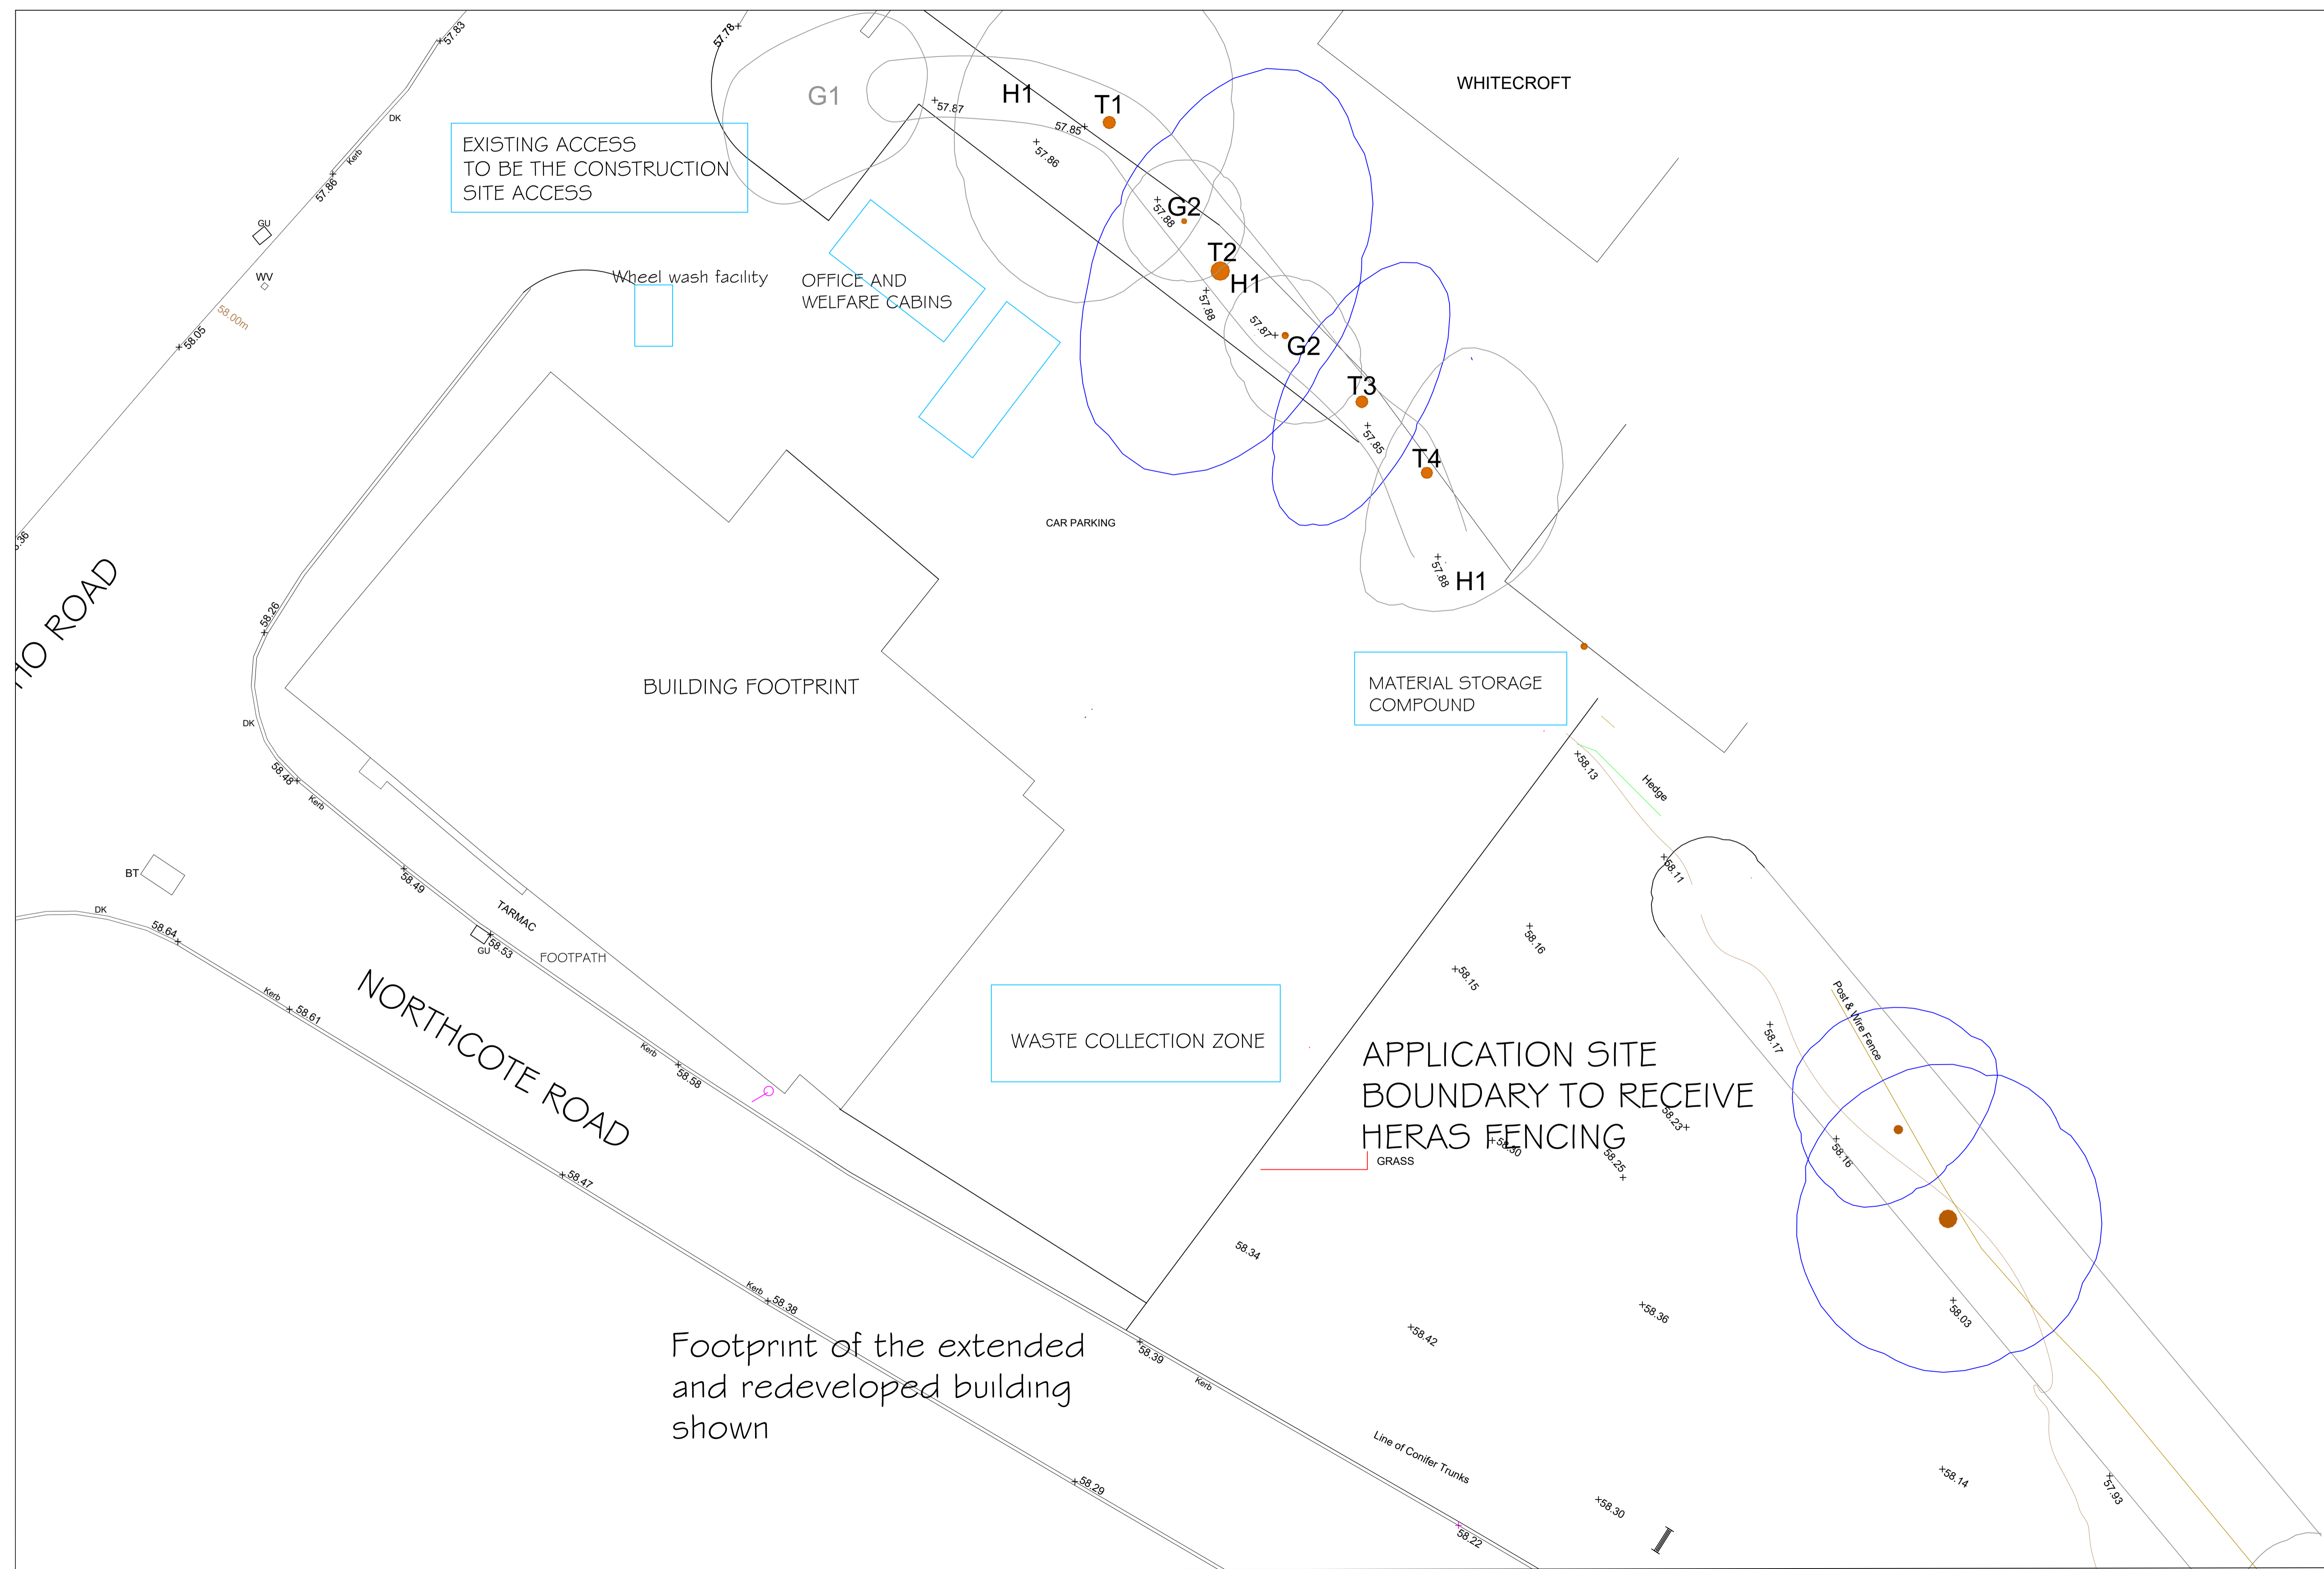 57.83
57.78
WHITECROFT
G1
H1
T1
57.87
57.85
57.86
DK
Kerb
EXISTING ACCESS
TO BE THE CONSTRUCTION
SITE ACCESS
57.86
G2
57.88
GU
T2
H1
WV
Wheel wash facility
OFFICE AND
WELFARE CABINS
57.88
58.00m
57.87
G2
58.05
T3
57.85
T4
CAR PARKING
57.88
H1
HO ROAD
58.26
BUILDING FOOTPRINT
MATERIAL STORAGE
COMPOUND
DK
58.48
Kerb
58.13
Hedge
BT
58.49
58.11
DK
TARMAC
58.64
58.53
GU
FOOTPATH
58.16
58.15
Kerb
58.61
NORTHCOTE ROAD
Post & Wire Fence
58.17
Kerb
58.58
WASTE COLLECTION ZONE
APPLICATION SITE
BOUNDARY TO RECEIVE
HERAS FENCING
58.23
58.30
58.25
58.16
GRASS
58.47
58.34
Kerb
58.38
58.03
58.36
58.42
Footprint of the extended
and redeveloped building
shown
58.39
Kerb
Line of Conifer Trunks
58.29
58.14
57.93
58.30
58.22